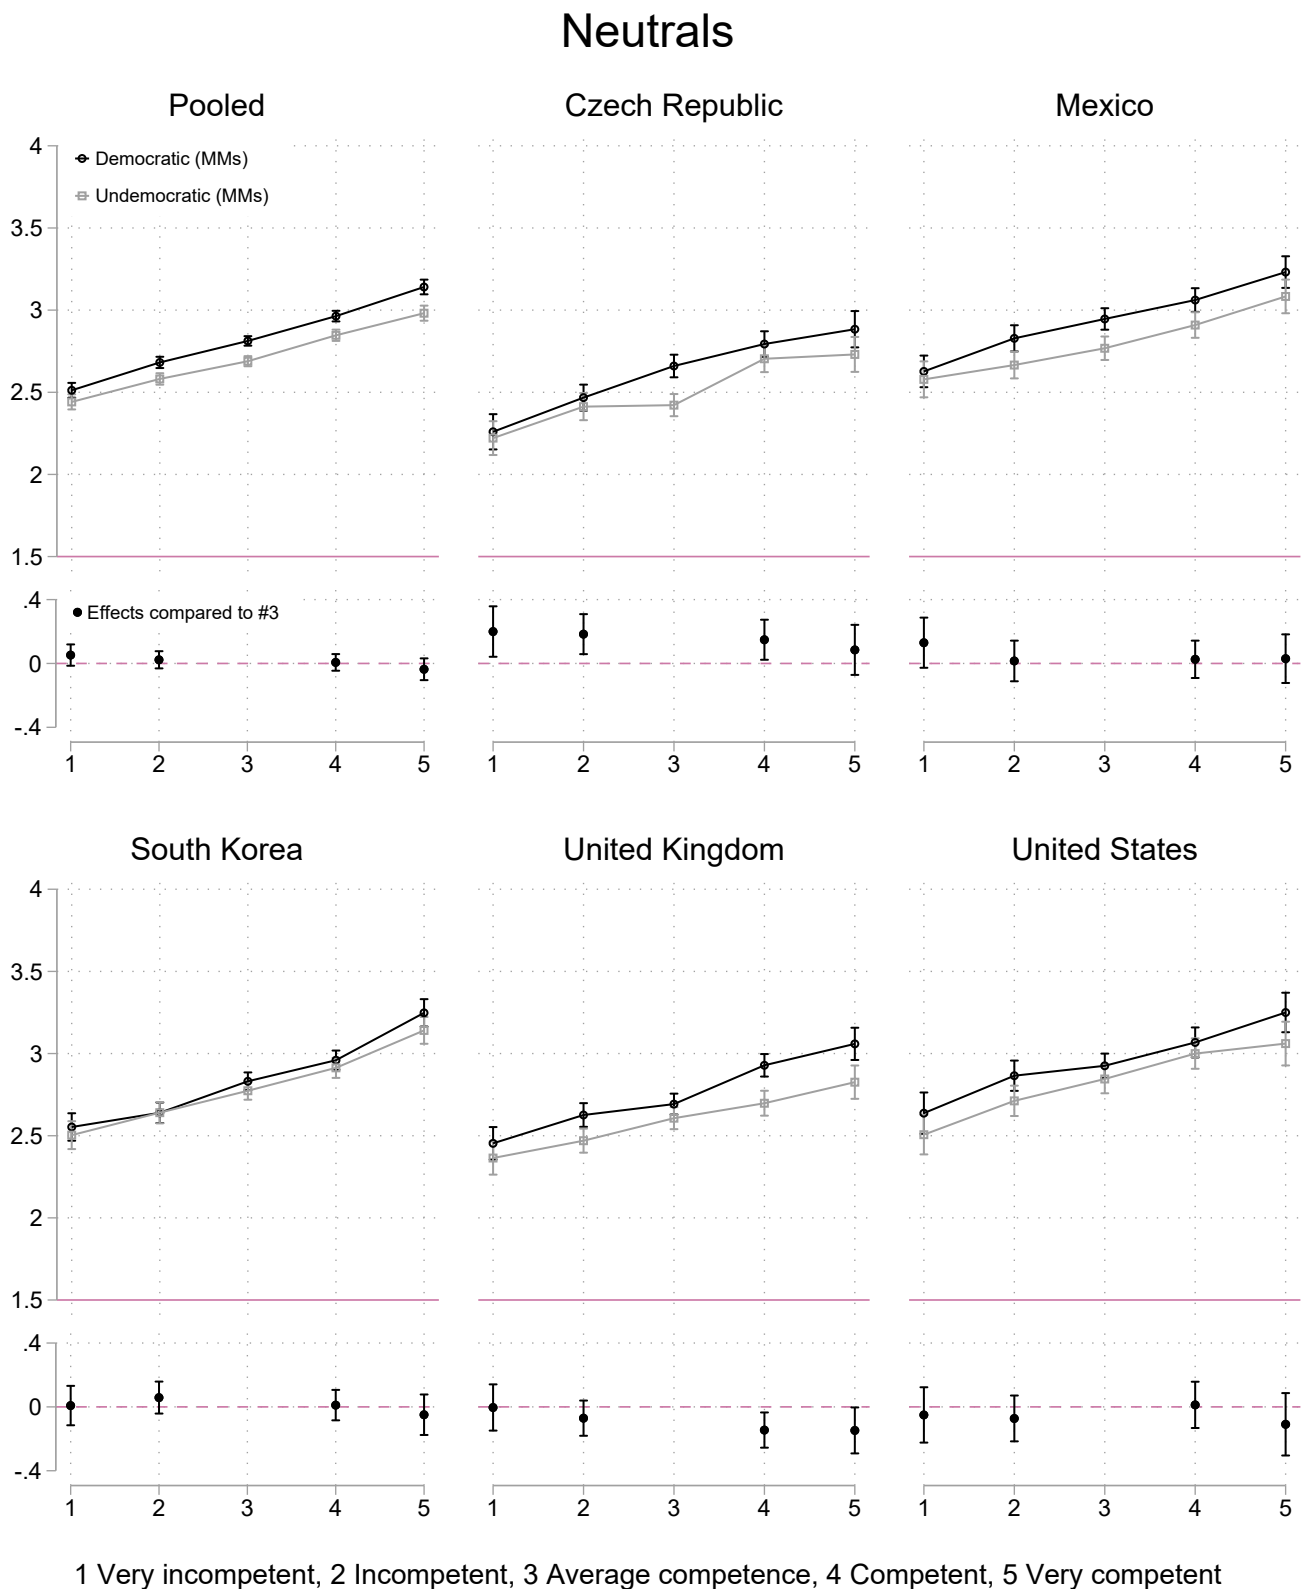 Neutrals
Pooled
Czech Republic
Mexico
4
3.5
3
2.5
2
1.5
Democratic (MMs)
Undemocratic (MMs)
.4
0
-.4
Effects compared to #3
1 2 3 4 5
1 2 3 4 5
1 2 3 4 5
South Korea
United Kingdom
United States
4
3.5
3
2.5
2
1.5
.4
0
-.4
1 2 3 4 5
1 2 3 4 5
1 2 3 4 5
1 Very incompetent, 2 Incompetent, 3 Average competence, 4 Competent, 5 Very competent